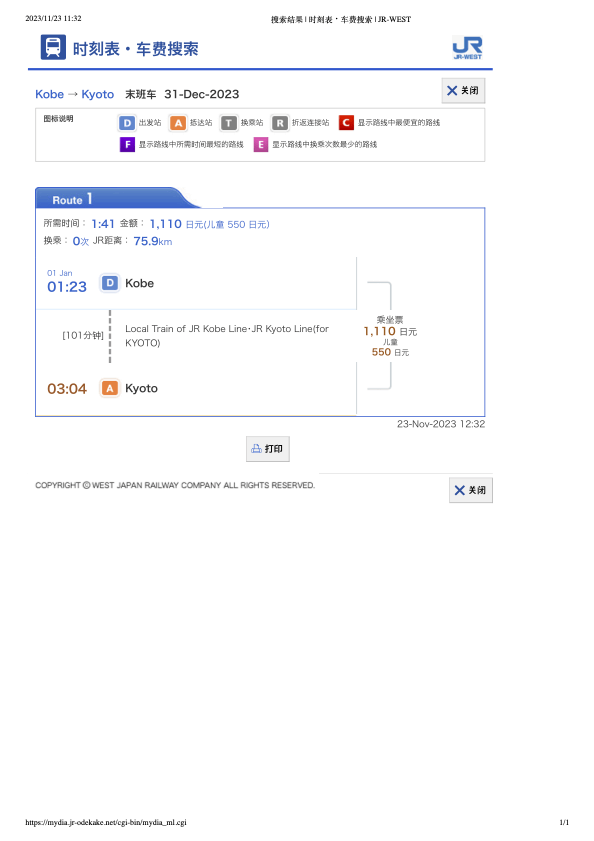 2023/11/23 11:32
搜索结果 | 时刻表・车费搜索 | JR-WEST
时刻表・车费搜索
JR
JR-WEST
Kobe → Kyoto 末班车 31-Dec-2023
关闭
图标说明
D 出发站 A 抵达站 T 换乘站 R 折返连接站 C 显示路线中最便宜的路线
F 显示路线中所需时间最短的路线 E 显示路线中换乘次数最少的路线
Route 1
所需时间： 1:41 金额： 1,110 日元(儿童 550 日元)
换乘： 0次 JR距离： 75.9km
01 Jan
01:23 D Kobe
乘坐票
1,110 日元
儿童
550 日元
[101分钟]
Local Train of JR Kobe Line･JR Kyoto Line(for
KYOTO)
03:04 A Kyoto
23-Nov-2023 12:32
打印
COPYRIGHT © WEST JAPAN RAILWAY COMPANY ALL RIGHTS RESERVED.
关闭
https://mydia.jr-odekake.net/cgi-bin/mydia_ml.cgi
1/1